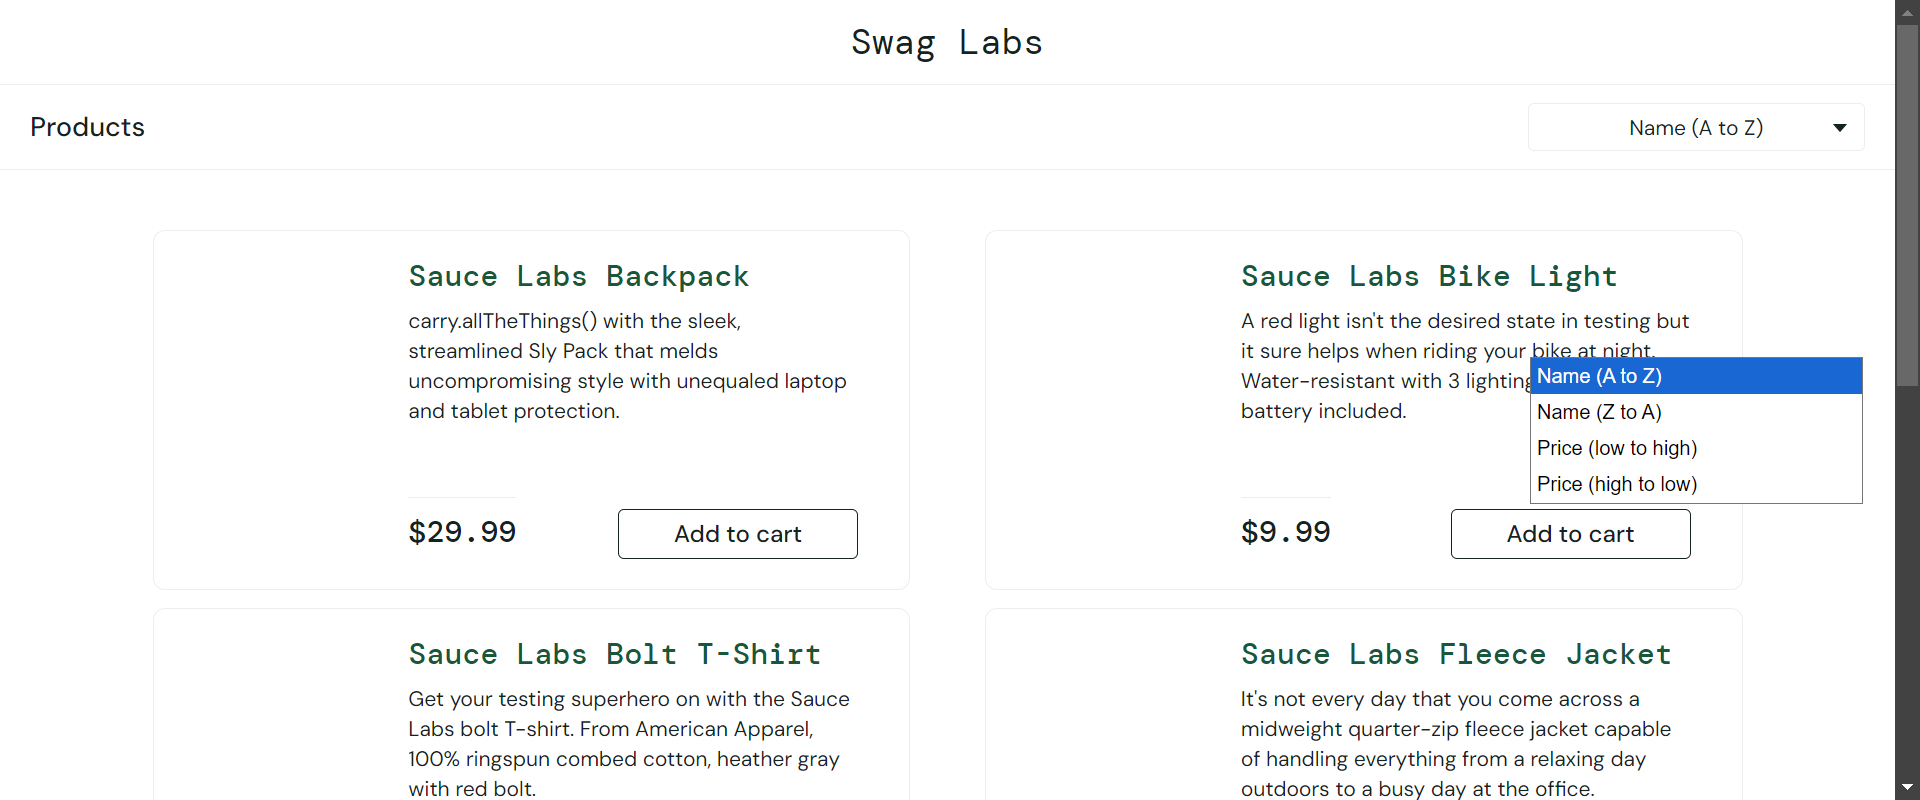 Swag Labs
Products
Name (A to Z)
Sauce Labs Backpack
carry.allTheThings() with the sleek,
streamlined Sly Pack that melds
uncompromising style with unequaled laptop
and tablet protection.
$29.99
Add to cart
Sauce Labs Bike Light
A red light isn't the desired state in testing but
it sure helps when riding your bike at night.
Water-resistant with 3 lighting
battery included.
$9.99
Add to cart
Name (A to Z)
Name (Z to A)
Price (low to high)
Price (high to low)
Sauce Labs Bolt T-Shirt
Get your testing superhero on with the Sauce
Labs bolt T-shirt. From American Apparel,
100% ringspun combed cotton, heather gray
with red bolt.
Sauce Labs Fleece Jacket
It's not every day that you come across a
midweight quarter-zip fleece jacket capable
of handling everything from a relaxing day
outdoors to a busy day at the office.